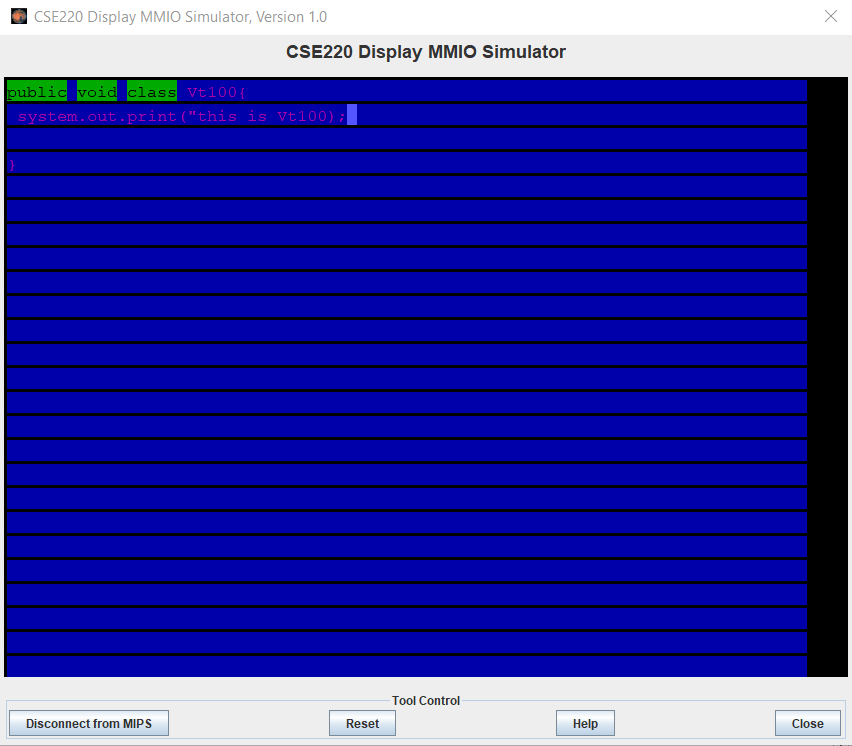 CSE220 Display MMIO Simulator, Version 1.0
CSE220 Display MMIO Simulator
public void class Vt100{
system.out.print("this is Vt100);
}
Tool Control
Disconnect from MIPS
Reset
Help
Close